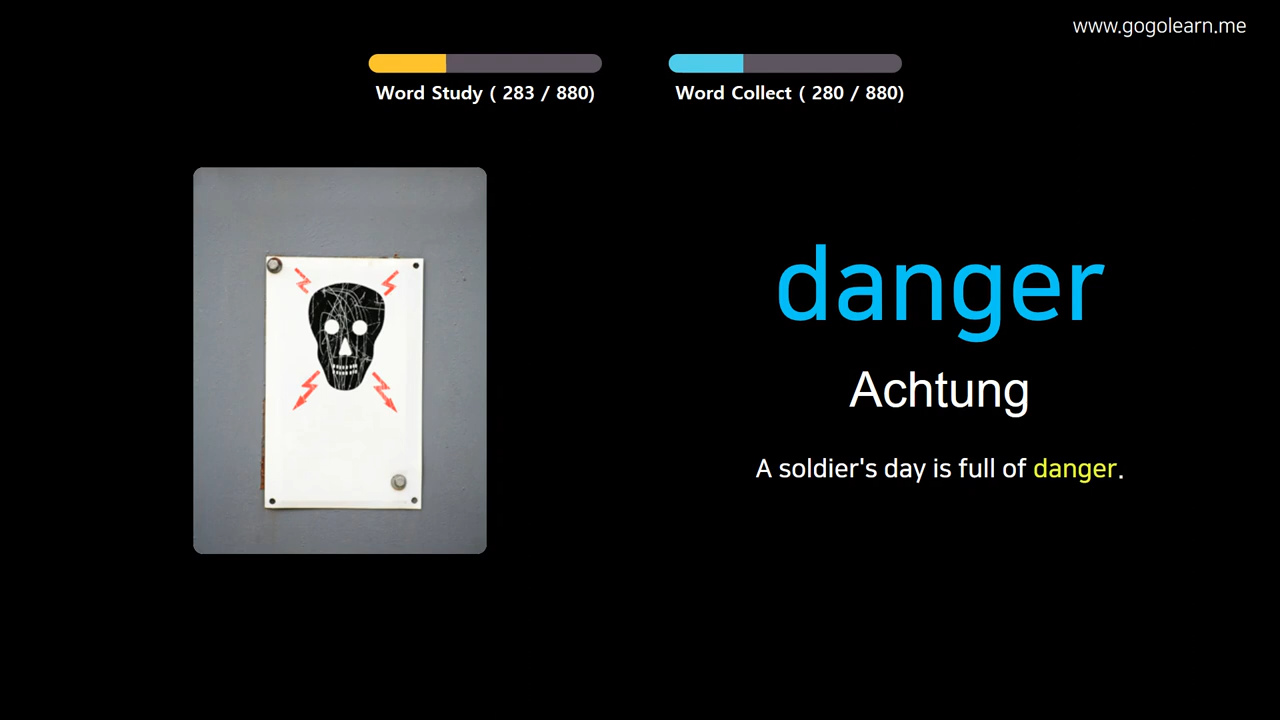 www.gogolearn.me
Word Study ( 283 / 880)
Word Collect ( 280 / 880)
danger
Achtung
A soldier's day is full of danger.